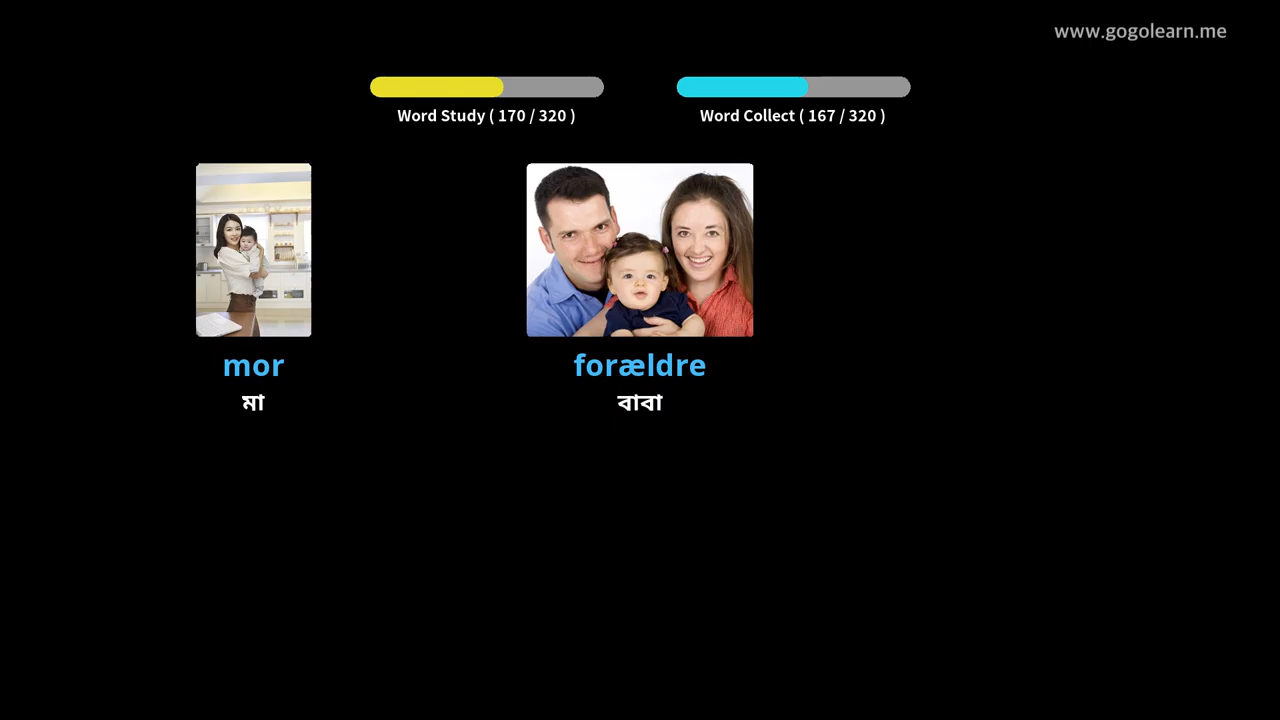 www.gogolearn.me
Word Study ( 170 / 320 )
Word Collect ( 167 / 320 )
mor
forældre
মা
বাবা